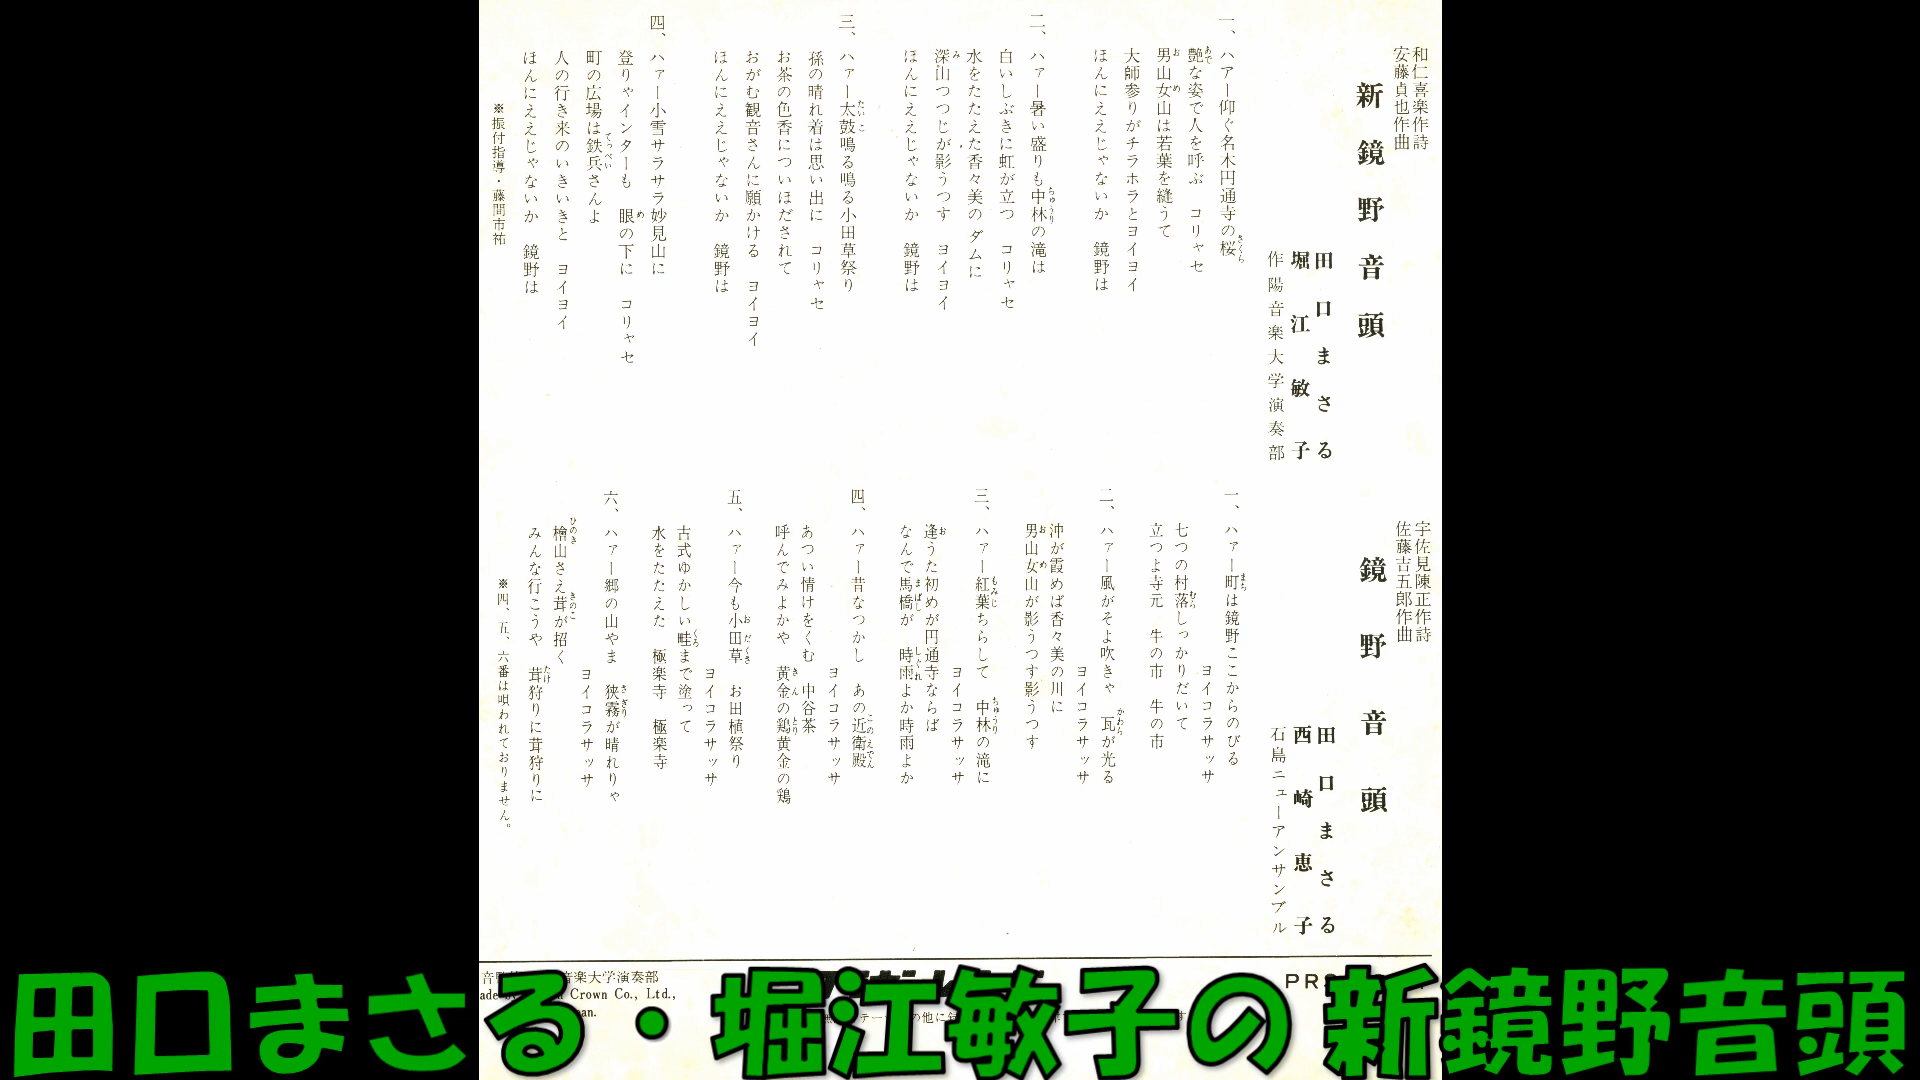 和仁喜楽作詩
安藤貞也作曲
新鏡野音頭
田口まさる
堀江敏子
作陽音楽大学演奏部
一、ハアー仰ぐ名木円通寺の桜
艶な姿で人を呼ぶ コリャセ
男山女山は若葉を縫うて
大師参りがチラホラとヨイヨイ
ほんにええじゃないか 鏡野は
二、ハァー暑い盛りも中林の滝は
白いしぶきに虹が立つ コリャセ
水をたたえた香々美のダムに
深山つつじが影うつす ヨイヨイ
ほんにええじゃないか 鏡野は
三、ハァー太鼓鳴る鳴る小田草祭り
孫の晴れ着は思い出に コリャセ
お茶の色香についほだされて
おがむ観音さんに願かける ヨイヨイ
ほんにええじゃないか 鏡野は
四、ハァー小雪サラサラ妙見山に
登りゃインターも 眼の下に コリャセ
町の広場は鉄兵さんよ
人の行き来のいきいきと ヨイヨイ
ほんにええじゃないか 鏡野は
※振付指導・藤間市祐
宇佐見陳正作詩
佐藤吉五郎作曲
鏡野音頭
田口まさる
西崎恵子
石島ニューアンサンブル
一、ハァー町は鏡野ここからのびる
ヨイコラサッサ
七つの村落しっかりだいて
立つよ寺元 牛の市 牛の市
二、ハァー風がそよ吹きゃ 瓦が光る
ヨイコラサッサ
沖が霞めば香々美の川に
男山女山が影うつす影うつす
三、ハァー紅葉ちらして 中林の滝に
ヨイコラサッサ
逢うた初めが円通寺ならば
なんで馬橋が 時雨よか時雨よか
四、ハァー昔なつかし あの近衛殿
ヨイコラサッサ
あつい情けをくむ 中谷茶
呼んでみよかや 黄金の鶏黄金の鶏
五、ハァー今も小田草 お田植祭り
ヨイコラサッサ
古式ゆかしい畦まで塗って
水をたたえた 極楽寺 極楽寺
六、ハァー郷の山やま 狭霧が晴れりゃ
ヨイコラサッサ
檜山さえ茸が招く
みんな行こうや 茸狩りに茸狩りに
※四、五、六番は唄われておりません。
音楽大学演奏部
Crown Co., Ltd.,
PRS
田口まさる・堀江敏子の 新鏡野音頭